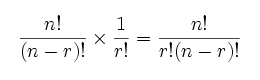 n!/(n − r)! × 1/r! = n!/r!(n − r)!